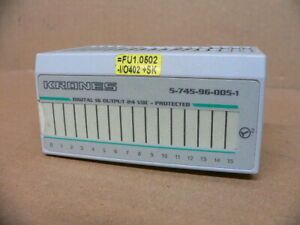 =FU1.0502
-I/O402 +SK
KRONES
5-745-96-005-1
DIGITAL 16 OUTPUT 24 VDC - PROTECTED
0 1 2 3 4 5 6 7 8 9 10 11 12 13 14 15